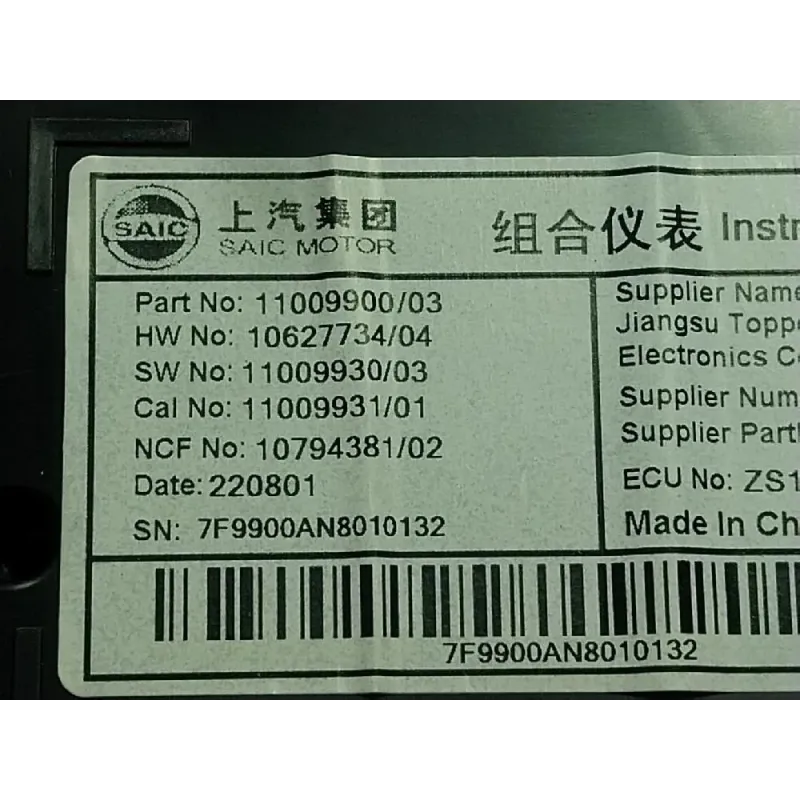 SAIC
上汽集团
SAIC MOTOR
组合仪表 Instr
Part No: 11009900/03
HW No: 10627734/04
SW No: 11009930/03
Cal No: 11009931/01
NCF No: 10794381/02
Date: 220801
SN: 7F9900AN8010132
Supplier Name
Jiangsu Toppo
Electronics Co
Supplier Num
Supplier Part
ECU No: ZS1
Made In Ch
7F9900AN8010132